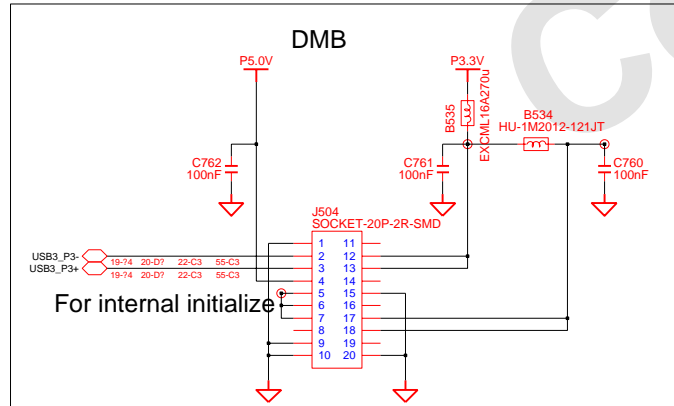 DMB
P5.0V
P3.3V
B535
EXCML16A270u
B534
HU-1M2012-121JT
C762
100nF
C761
100nF
C760
100nF
J504
SOCKET-20P-2R-SMD
1 11
USB3_P3- 2 12
19-?4 20-D? 22-C3 55-C3
USB3_P3+ 3 13
19-?4 20-D? 22-C3 55-C3
4 14
For internal initialize 5 15
6 16
7 17
8 18
9 19
10 20